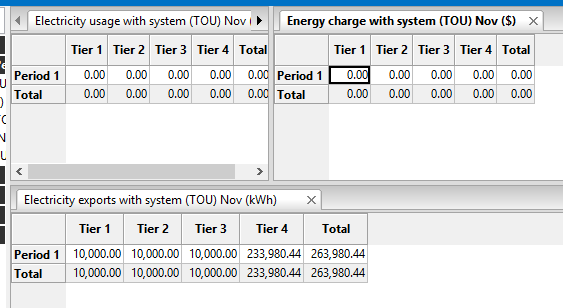 Electricity usage with system (TOU) Nov (
Tier 1 Tier 2 Tier 3 Tier 4 Total
Period 1 0.00 0.00 0.00 0.00 0.00
Total 0.00 0.00 0.00 0.00 0.00
Energy charge with system (TOU) Nov ($)
Tier 1 Tier 2 Tier 3 Tier 4 Total
Period 1 0.00 0.00 0.00 0.00 0.00
Total 0.00 0.00 0.00 0.00 0.00
Electricity exports with system (TOU) Nov (kWh)
Tier 1 Tier 2 Tier 3 Tier 4 Total
Period 1 10,000.00 10,000.00 10,000.00 233,980.44 263,980.44
Total 10,000.00 10,000.00 10,000.00 233,980.44 263,980.44